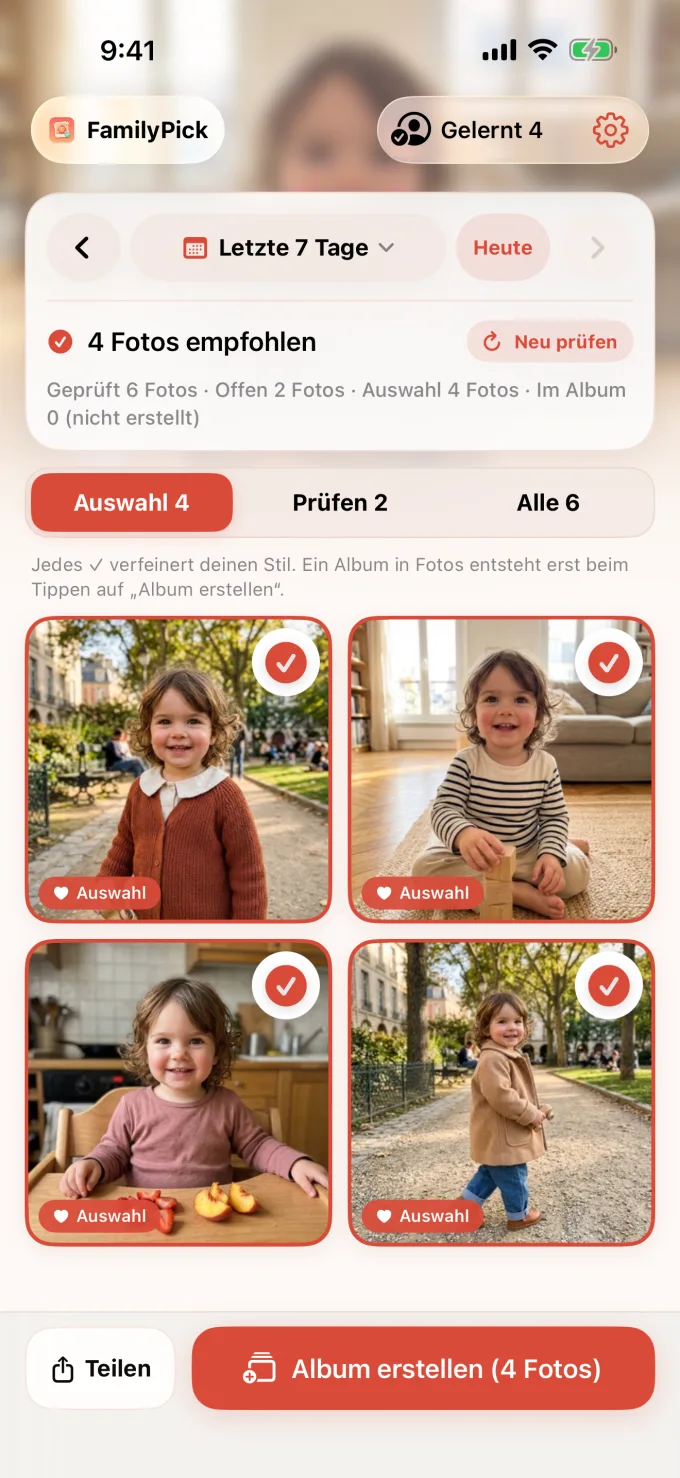 9:41
FamilyPick
Gelernt 4
Letzte 7 Tage
Heute
4 Fotos empfohlen
Neu prüfen
Geprüft 6 Fotos · Offen 2 Fotos · Auswahl 4 Fotos · Im Album
0 (nicht erstellt)
Auswahl 4
Prüfen 2
Alle 6
Jedes ✓ verfeinert deinen Stil. Ein Album in Fotos entsteht erst beim
Tippen auf „Album erstellen“.
Auswahl
Auswahl
Auswahl
Auswahl
Teilen
Album erstellen (4 Fotos)